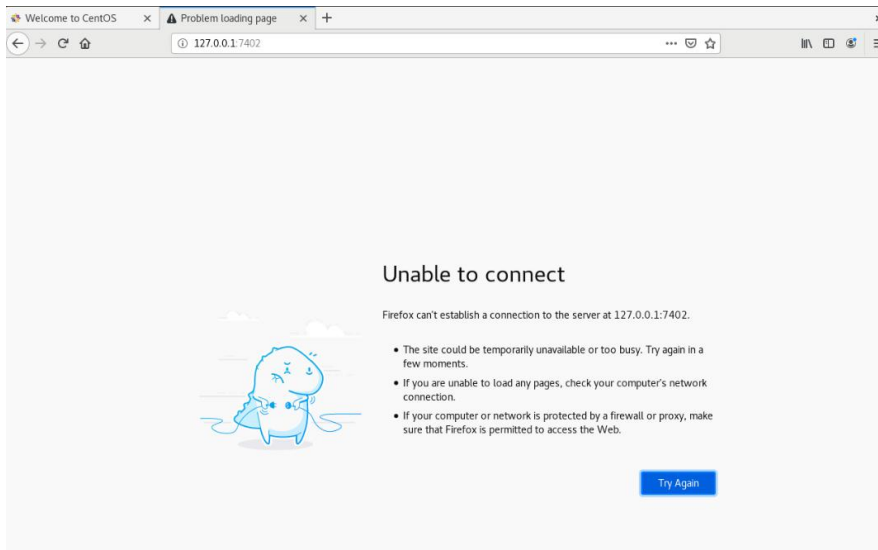 Welcome to CentOS
Problem loading page
127.0.0.1:7402
Unable to connect
Firefox can't establish a connection to the server at 127.0.0.1:7402.
The site could be temporarily unavailable or too busy. Try again in a
few moments.
If you are unable to load any pages, check your computer's network
connection.
If your computer or network is protected by a firewall or proxy, make
sure that Firefox is permitted to access the Web.
Try Again